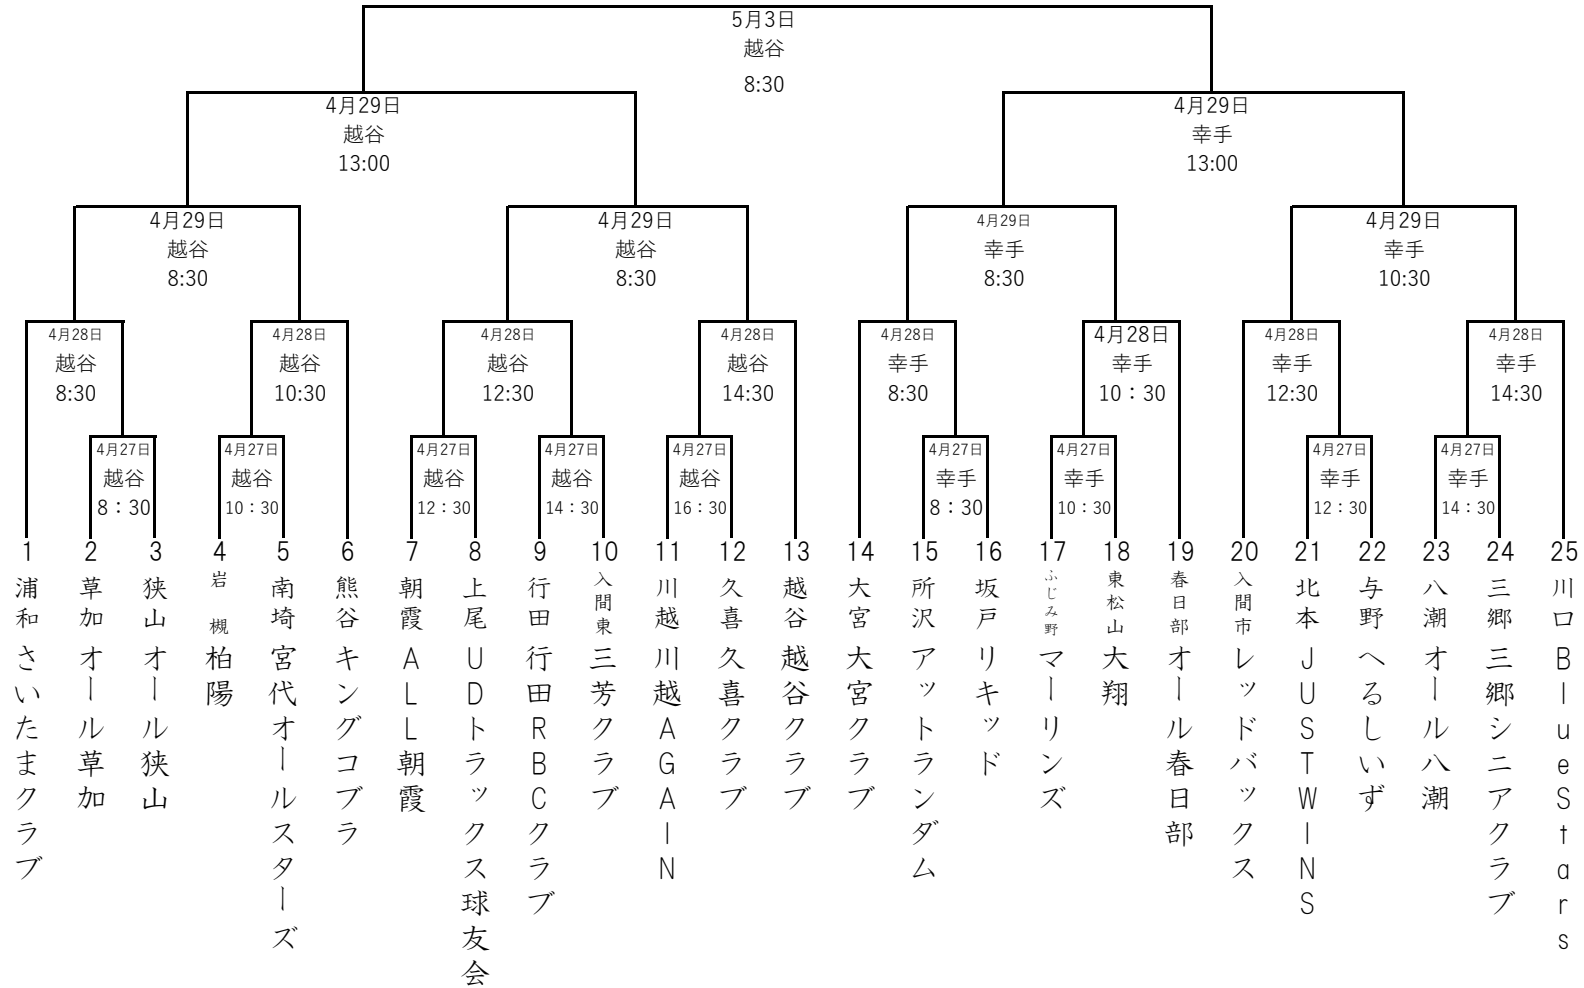 5月3日
越谷
8:30
4月29日
越谷
13:00
4月29日
幸手
13:00
4月29日
越谷
8:30
4月29日
越谷
8:30
4月29日
幸手
8:30
4月29日
幸手
10:30
4月28日
越谷
8:30
4月28日
越谷
10:30
4月28日
越谷
12:30
4月28日
越谷
14:30
4月28日
幸手
8:30
4月28日
幸手
10：30
4月28日
幸手
12:30
4月28日
幸手
14:30
4月27日
越谷
8：30
4月27日
越谷
10：30
4月27日
越谷
12：30
4月27日
越谷
14：30
4月27日
越谷
16：30
4月27日
幸手
8：30
4月27日
幸手
10：30
4月27日
幸手
12：30
4月27日
幸手
14：30
1
浦和
さいたまクラブ
2
草加
オール草加
3
狭山
オール狭山
4
岩 槻
柏陽
5
南埼
宮代オールスターズ
6
熊谷
キングコブラ
7
朝霞
ALL朝霞
8
上尾
UDトラックス球友会
9
行田
行田RBCクラブ
10
入間東
三芳クラブ
11
川越
川越AGAIN
12
久喜
久喜クラブ
13
越谷
越谷クラブ
14
大宮
大宮クラブ
15
所沢
アットランダム
16
坂戸
リキッド
17
ふじみ野
マーリンズ
18
東松山
大翔
19
春日部
オール春日部
20
入間市
レッドバックス
21
北本
JUSTWINS
22
与野
へるしいず
23
八潮
オール八潮
24
三郷
三郷シニアクラブ
25
川口
BlueStars